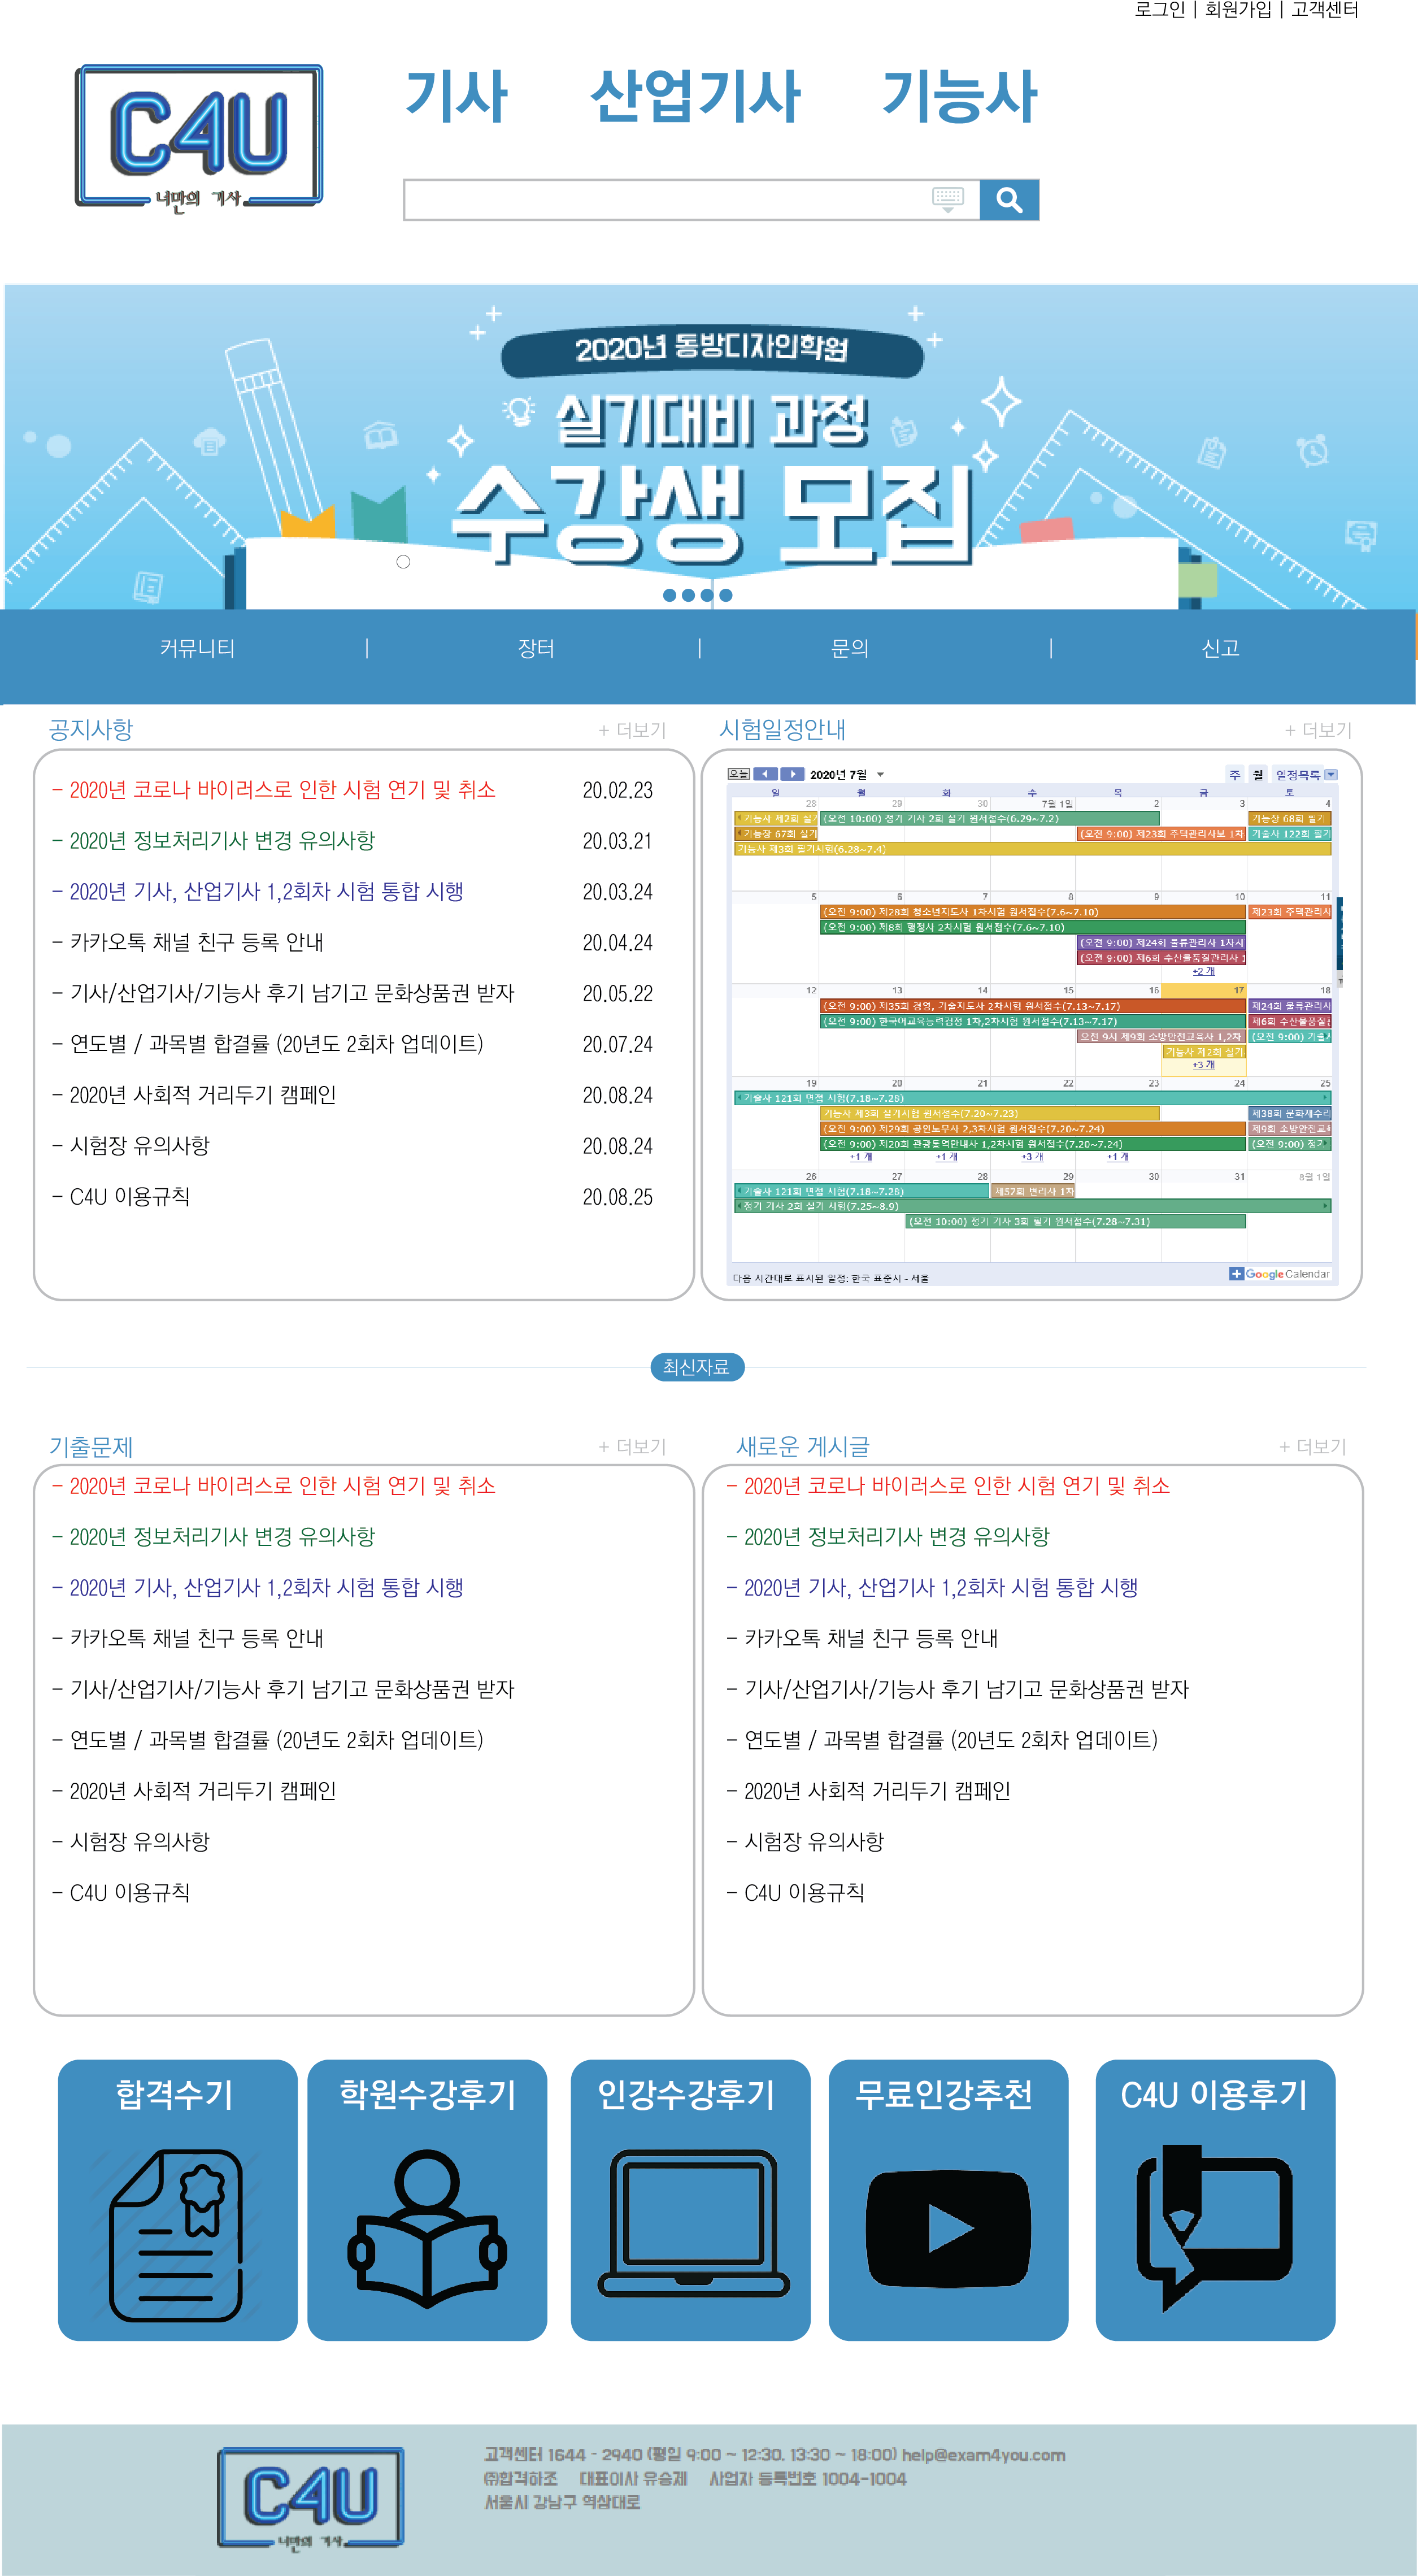 로그인 | 회원가입 | 고객센터
C4U
너만의 기사
기사 산업기사 기능사
2020년 동방디자인학원
실기대비 과정
수강생 모집
커뮤니티 | 장터 | 문의 | 신고
공지사항 + 더보기
- 2020년 코로나 바이러스로 인한 시험 연기 및 취소 20.02.23
- 2020년 정보처리기사 변경 유의사항 20.03.21
- 2020년 기사, 산업기사 1,2회차 시험 통합 시행 20.03.24
- 카카오톡 채널 친구 등록 안내 20.04.24
- 기사/산업기사/기능사 후기 남기고 문화상품권 받자 20.05.22
- 연도별 / 과목별 합결률 (20년도 2회차 업데이트) 20.07.24
- 2020년 사회적 거리두기 캠페인 20.08.24
- 시험장 유의사항 20.08.24
- C4U 이용규칙 20.08.25
시험일정안내 + 더보기
오늘 2020년 7월 주 월 일정목록
일 월 화 수 목 금 토
28 29 30 7월 1일 2 3 4
기능사 제2회 실기 (오전 10:00) 정기 기사 2회 실기 원서접수(6.29~7.2) 기능장 68회 필기
기능장 67회 실기 (오전 9:00) 제23회 주택관리사보 1차 기술사 122회 필기
기능사 제3회 필기시험(6.28~7.4)
5 6 7 8 9 10 11
(오전 9:00) 제28회 청소년지도사 1차시험 원서접수(7.6~7.10) 제23회 주택관리사
(오전 9:00) 제8회 행정사 2차시험 원서접수(7.6~7.10)
(오전 9:00) 제24회 물류관리사 1차시
(오전 9:00) 제6회 수산물품질관리사 1
+2 개
12 13 14 15 16 17 18
(오전 9:00) 제35회 경영, 기술지도사 2차시험 원서접수(7.13~7.17) 제24회 물류관리사
(오전 9:00) 한국어교육능력검정 1차,2차시험 원서접수(7.13~7.17) 제6회 수산물품질관
오전 9시 제9회 소방안전교육사 1,2차 (오전 9:00) 기술사
기능사 제2회 실기
+3 개
19 20 21 22 23 24 25
기술사 121회 면접 시험(7.18~7.28)
기능사 제3회 실기시험 원서접수(7.20~7.23) 제38회 문화재수리
(오전 9:00) 제29회 공인노무사 2,3차시험 원서접수(7.20~7.24) 제9회 소방안전교육
(오전 9:00) 제20회 관광통역안내사 1,2차시험 원서접수(7.20~7.24) (오전 9:00) 정기
+1 개 +1 개 +3 개 +1 개
26 27 28 29 30 31 8월 1일
기술사 121회 면접 시험(7.18~7.28) 제57회 변리사 1차
정기 기사 2회 실기 시험(7.25~8.9)
(오전 10:00) 정기 기사 3회 필기 원서접수(7.28~7.31)
다음 시간대로 표시된 일정: 한국 표준시 - 서울 Google Calendar
최신자료
기출문제 + 더보기
- 2020년 코로나 바이러스로 인한 시험 연기 및 취소
- 2020년 정보처리기사 변경 유의사항
- 2020년 기사, 산업기사 1,2회차 시험 통합 시행
- 카카오톡 채널 친구 등록 안내
- 기사/산업기사/기능사 후기 남기고 문화상품권 받자
- 연도별 / 과목별 합결률 (20년도 2회차 업데이트)
- 2020년 사회적 거리두기 캠페인
- 시험장 유의사항
- C4U 이용규칙
새로운 게시글 + 더보기
- 2020년 코로나 바이러스로 인한 시험 연기 및 취소
- 2020년 정보처리기사 변경 유의사항
- 2020년 기사, 산업기사 1,2회차 시험 통합 시행
- 카카오톡 채널 친구 등록 안내
- 기사/산업기사/기능사 후기 남기고 문화상품권 받자
- 연도별 / 과목별 합결률 (20년도 2회차 업데이트)
- 2020년 사회적 거리두기 캠페인
- 시험장 유의사항
- C4U 이용규칙
합격수기 학원수강후기 인강수강후기 무료인강추천 C4U 이용후기
C4U
너만의 기사
고객센터 1644 - 2940 (평일 9:00 ~ 12:30, 13:30 ~ 18:00) help@exam4you.com
㈜합격하조 대표이사 유승제 사업자 등록번호 1004-1004
서울시 강남구 역삼대로